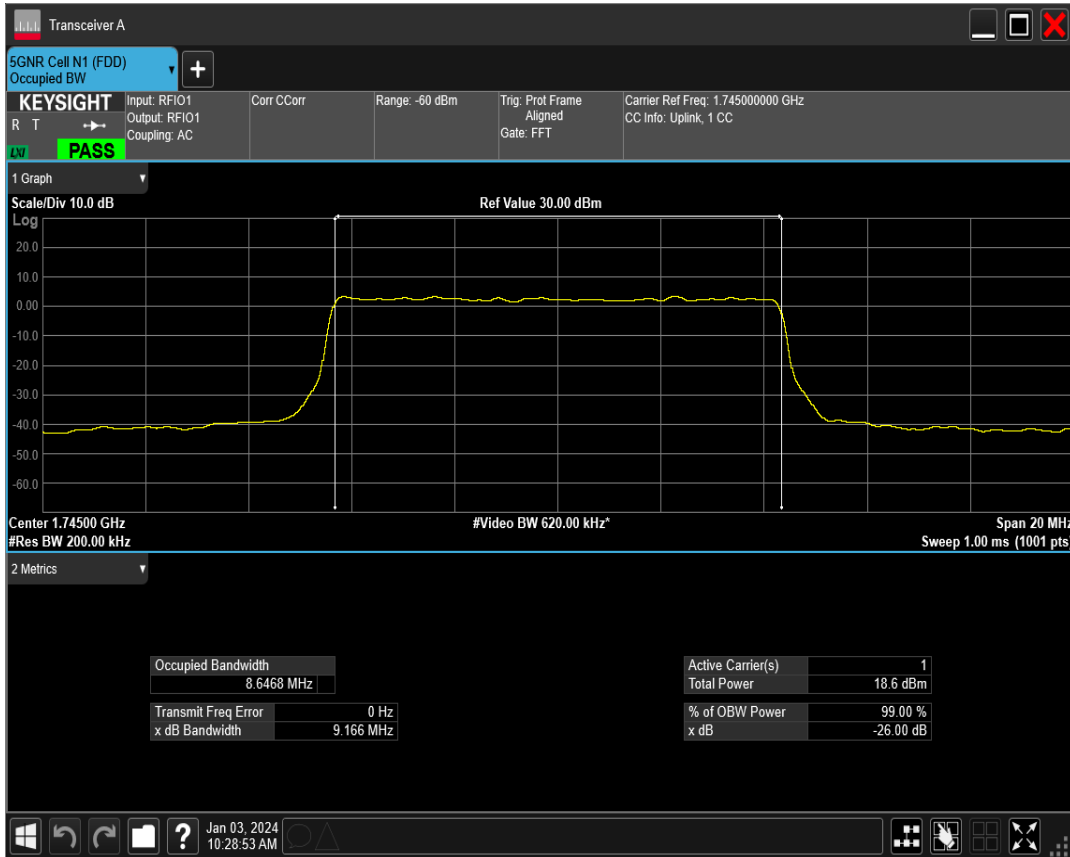 Transceiver A
5GNR Cell N1 (FDD)
Occupied BW
+
KEYSIGHT
R T
LXI
PASS
Input: RFIO1
Output: RFIO1
Coupling: AC
Corr CCorr
Range: -60 dBm
Trig: Prot Frame
Aligned
Gate: FFT
Carrier Ref Freq: 1.745000000 GHz
CC Info: Uplink, 1 CC
1 Graph
Scale/Div 10.0 dB
Ref Value 30.00 dBm
Log
20.0
10.0
0.00
-10.0
-20.0
-30.0
-40.0
-50.0
-60.0
Center 1.74500 GHz
#Video BW 620.00 kHz*
Span 20 MHz
#Res BW 200.00 kHz
Sweep 1.00 ms (1001 pts)
2 Metrics
Occupied Bandwidth
8.6468 MHz
Transmit Freq Error 0 Hz
x dB Bandwidth 9.166 MHz
Active Carrier(s) 1
Total Power 18.6 dBm
% of OBW Power 99.00 %
x dB -26.00 dB
?
Jan 03, 2024
10:28:53 AM